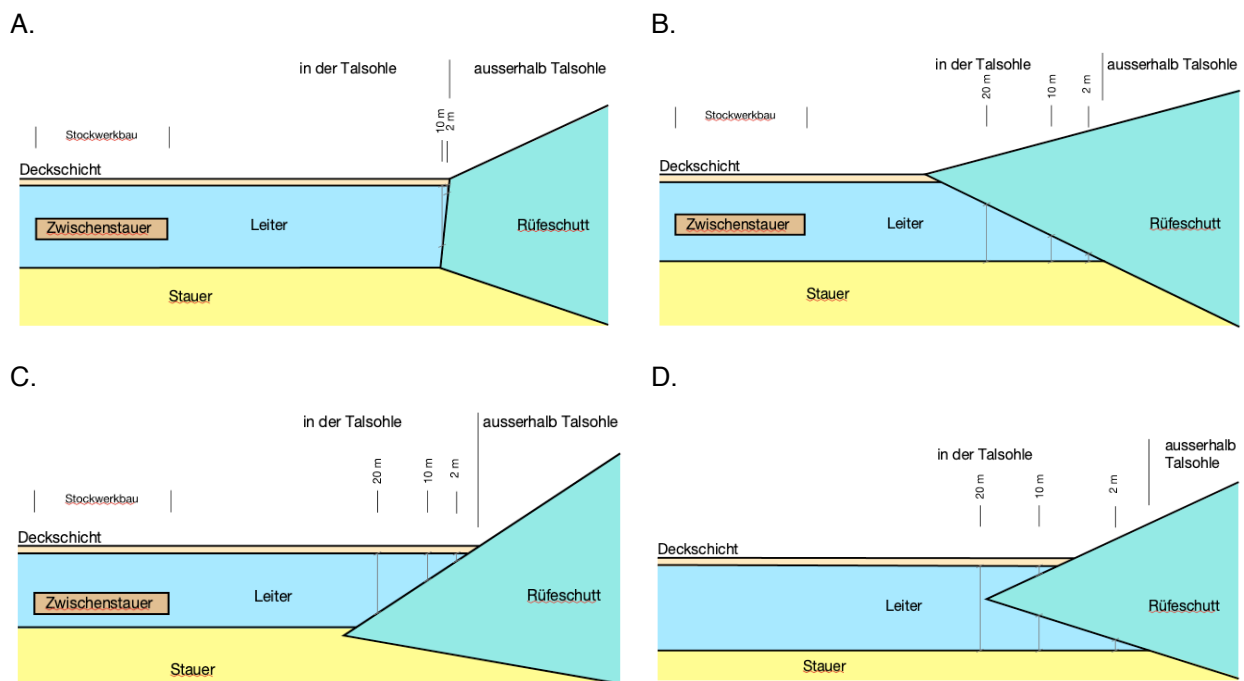 A.
in der Talsohle
ausserhalb Talsohle
10 m
2 m
Stockwerkbau
Deckschicht
Zwischenstauer
Leiter
Rüfeschutt
Stauer
B.
in der Talsohle
ausserhalb Talsohle
20 m
10 m
2 m
Stockwerkbau
Deckschicht
Zwischenstauer
Leiter
Rüfeschutt
Stauer
C.
in der Talsohle
ausserhalb Talsohle
20 m
10 m
2 m
Stockwerkbau
Deckschicht
Zwischenstauer
Leiter
Rüfeschutt
Stauer
D.
in der Talsohle
ausserhalb
Talsohle
20 m
10 m
2 m
Deckschicht
Leiter
Rüfeschutt
Stauer